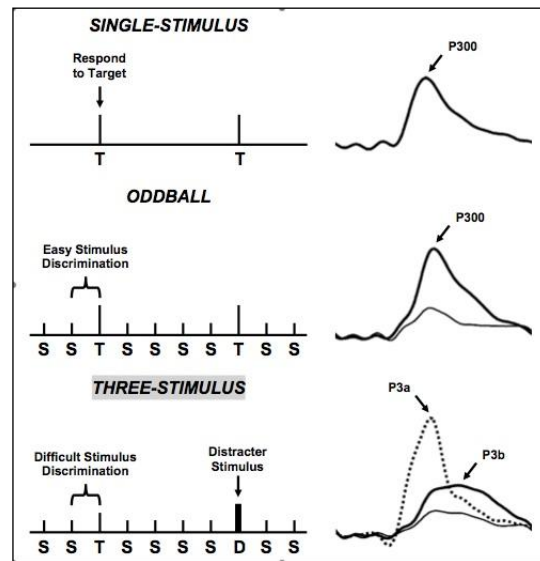 SINGLE-STIMULUS
Respond
to Target
P300
T T
ODDBALL
Easy Stimulus
Discrimination
P300
S S T S S S S T S S
THREE-STIMULUS
P3a
Difficult Stimulus
Discrimination
Distracter
Stimulus
P3b
S S T S S S S D S S